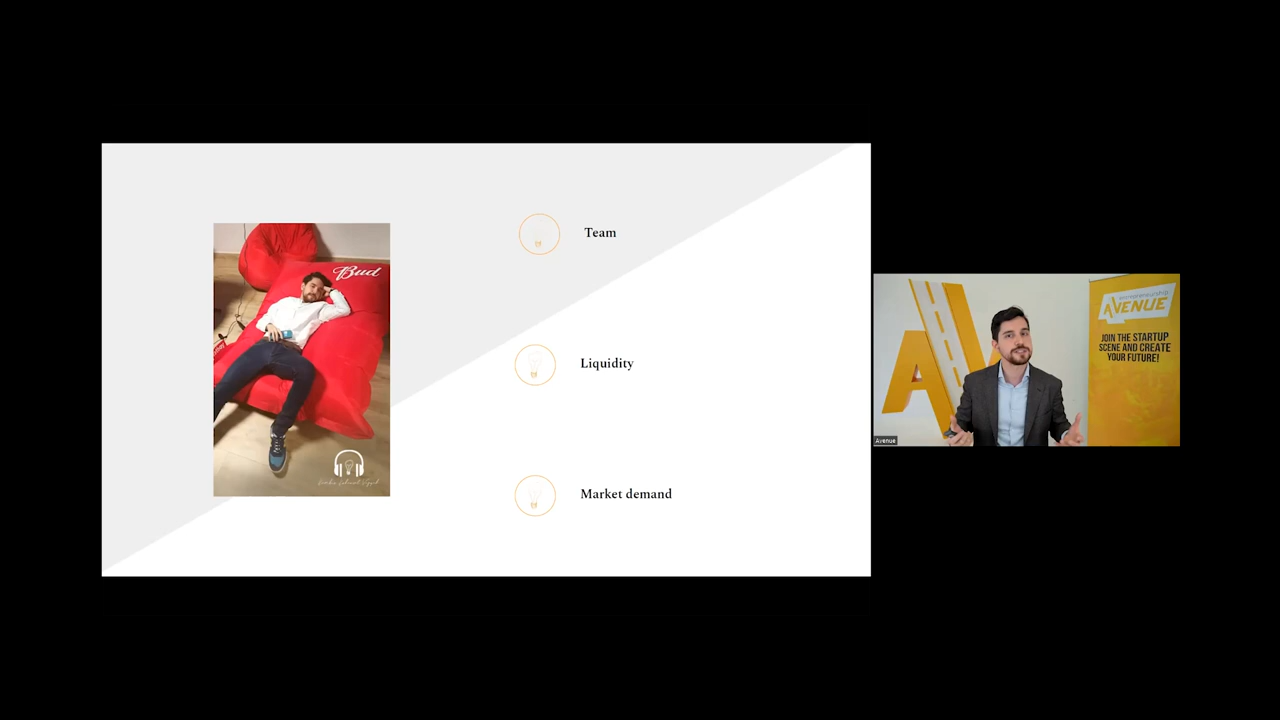 Team
Liquidity
Market demand
Bud
entrepreneurship
AVENUE
JOIN THE STARTUP
SCENE AND CREATE
YOUR FUTURE!
Avenue